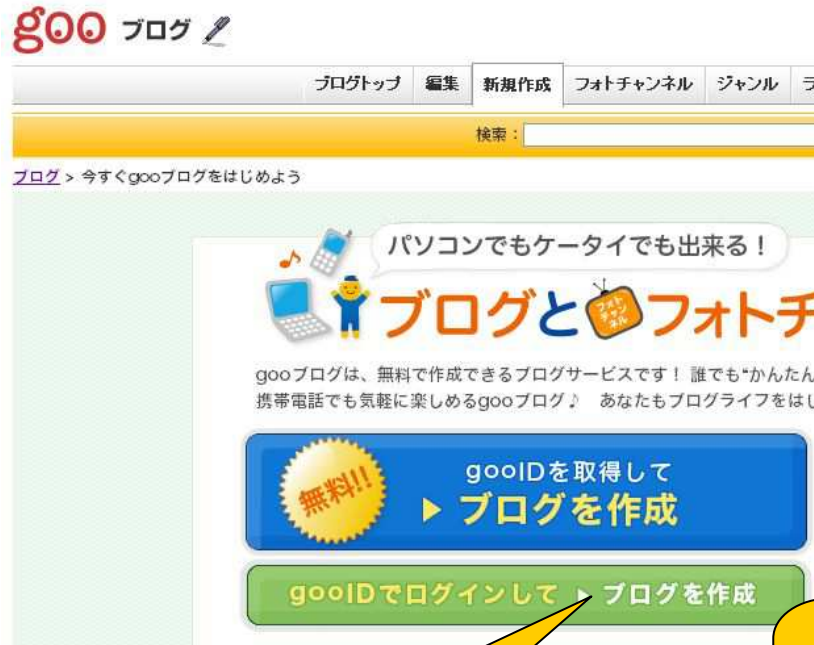 goo ブログ
ブログトップ 編集 新規作成 フォトチャンネル ジャンル
検索：
ブログ > 今すぐgooブログをはじめよう
パソコンでもケータイでも出来る！
ブログとフォトチャンネルフォトチ
gooブログは、無料で作成できるブログサービスです！ 誰でも“かんたん
携帯電話でも気軽に楽しめるgooブログ♪ あなたもブログライフをはじ
無料!!
gooIDを取得して
▶ ブログを作成
gooIDでログインして ▶ ブログを作成